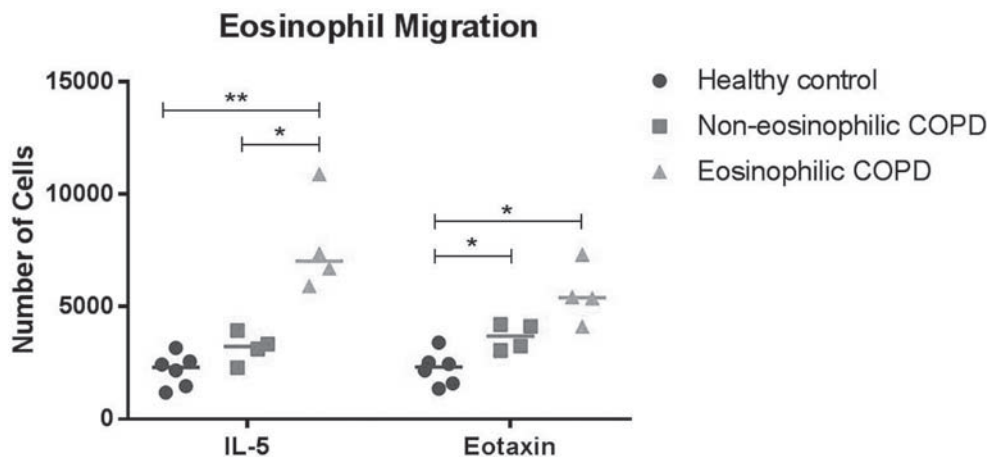 Eosinophil Migration
Number of Cells
15000
10000
5000
0
**
*
*
*
IL-5
Eotaxin
Healthy control
Non-eosinophilic COPD
Eosinophilic COPD